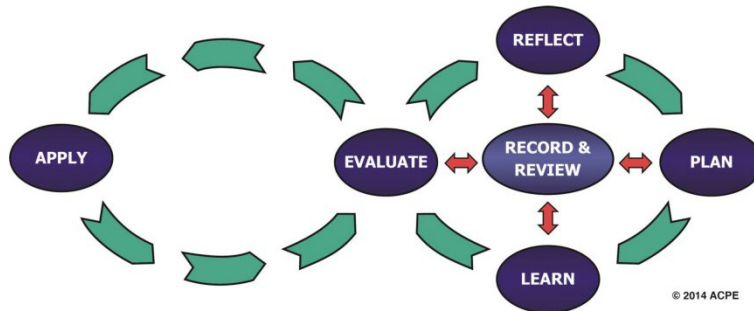 REFLECT
APPLY
EVALUATE
RECORD &
REVIEW
PLAN
LEARN
© 2014 ACPE